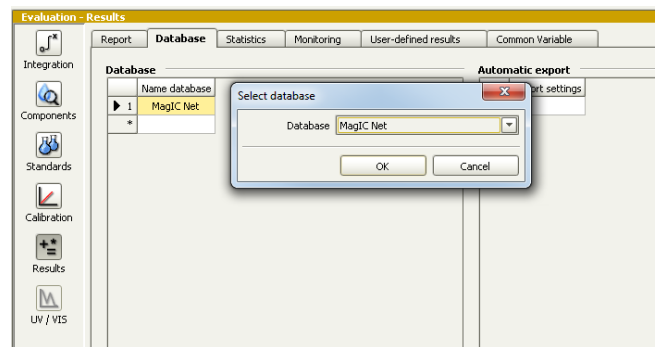 Evaluation - Results
Report Database Statistics Monitoring User-defined results Common Variable
Integration
Components
Standards
Calibration
Results
UV / VIS
Database
Name database
1 MagIC Net
*
Automatic export
rt settings
Select database
Database MagIC Net
OK Cancel